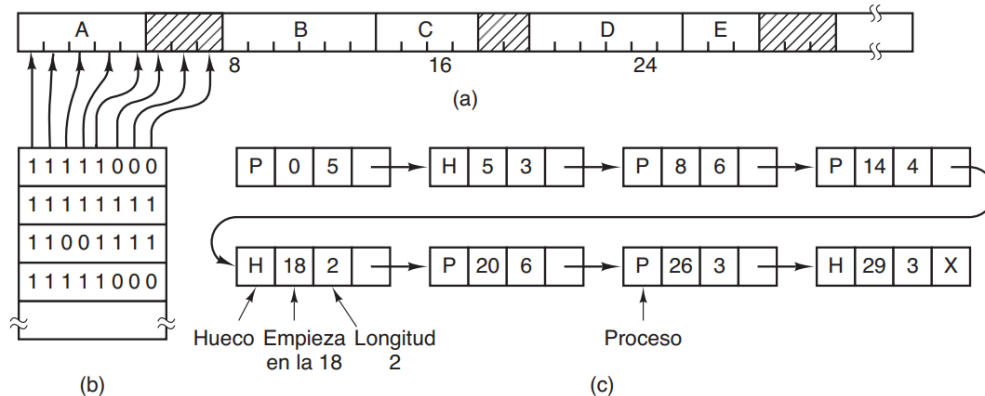 A B C D E
8 16 24
(a)
1 1 1 1 1 0 0 0
1 1 1 1 1 1 1 1
1 1 0 0 1 1 1 1
1 1 1 1 1 0 0 0
(b)
P 0 5
H 5 3
P 8 6
P 14 4
H 18 2
P 20 6
P 26 3
H 29 3 X
Hueco
Empieza
en la 18
Longitud
2
Proceso
(c)